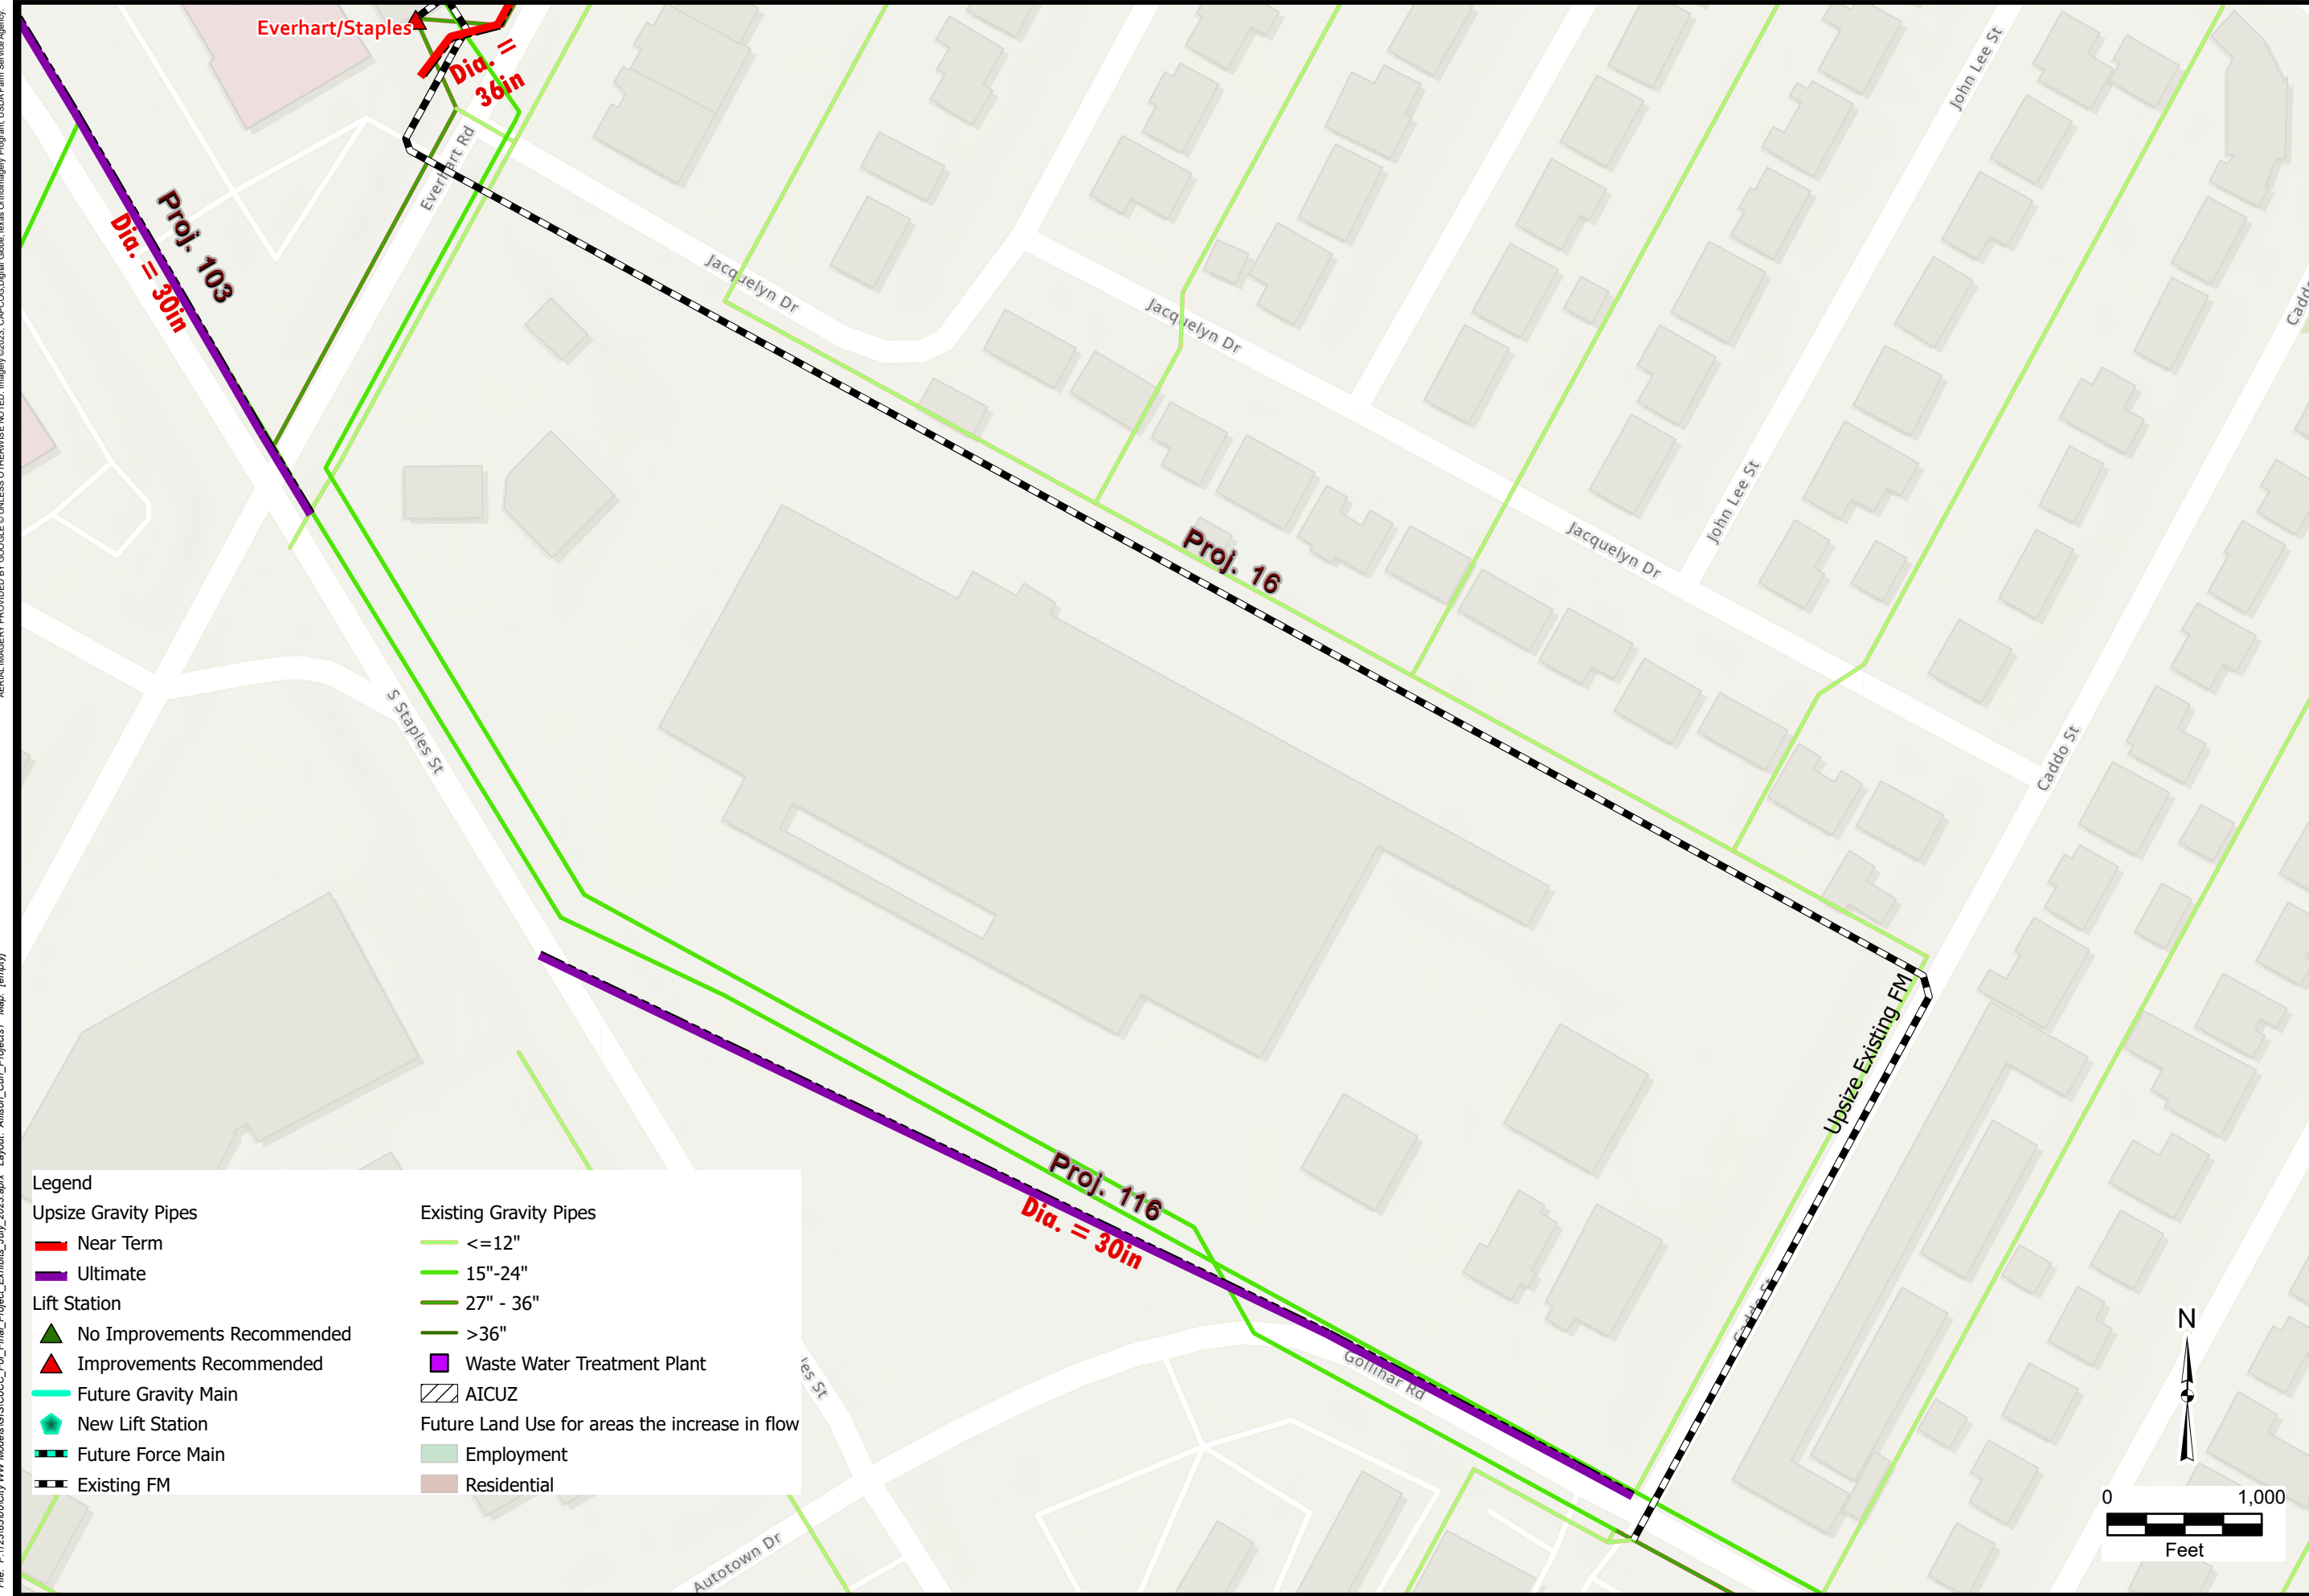 Everhart/Staples
Dia. =
36in
Everhart Rd
Proj. 103
Dia. = 30in
Jacquelyn Dr
Jacquelyn Dr
Jacquelyn Dr
John Lee St
John Lee St
Caddo St
Proj. 16
S Staples St
Upsize Existing FM
Proj. 116
Dia. = 30in
Caddo St
Gollihar Rd
Autotown Dr
Legend
Upsize Gravity Pipes
Near Term
Ultimate
Lift Station
No Improvements Recommended
Improvements Recommended
Future Gravity Main
New Lift Station
Future Force Main
Existing FM
Existing Gravity Pipes
<=12"
15"-24"
27" - 36"
>36"
Waste Water Treatment Plant
AICUZ
Future Land Use for areas the increase in flow
Employment
Residential
N
0 1,000
Feet